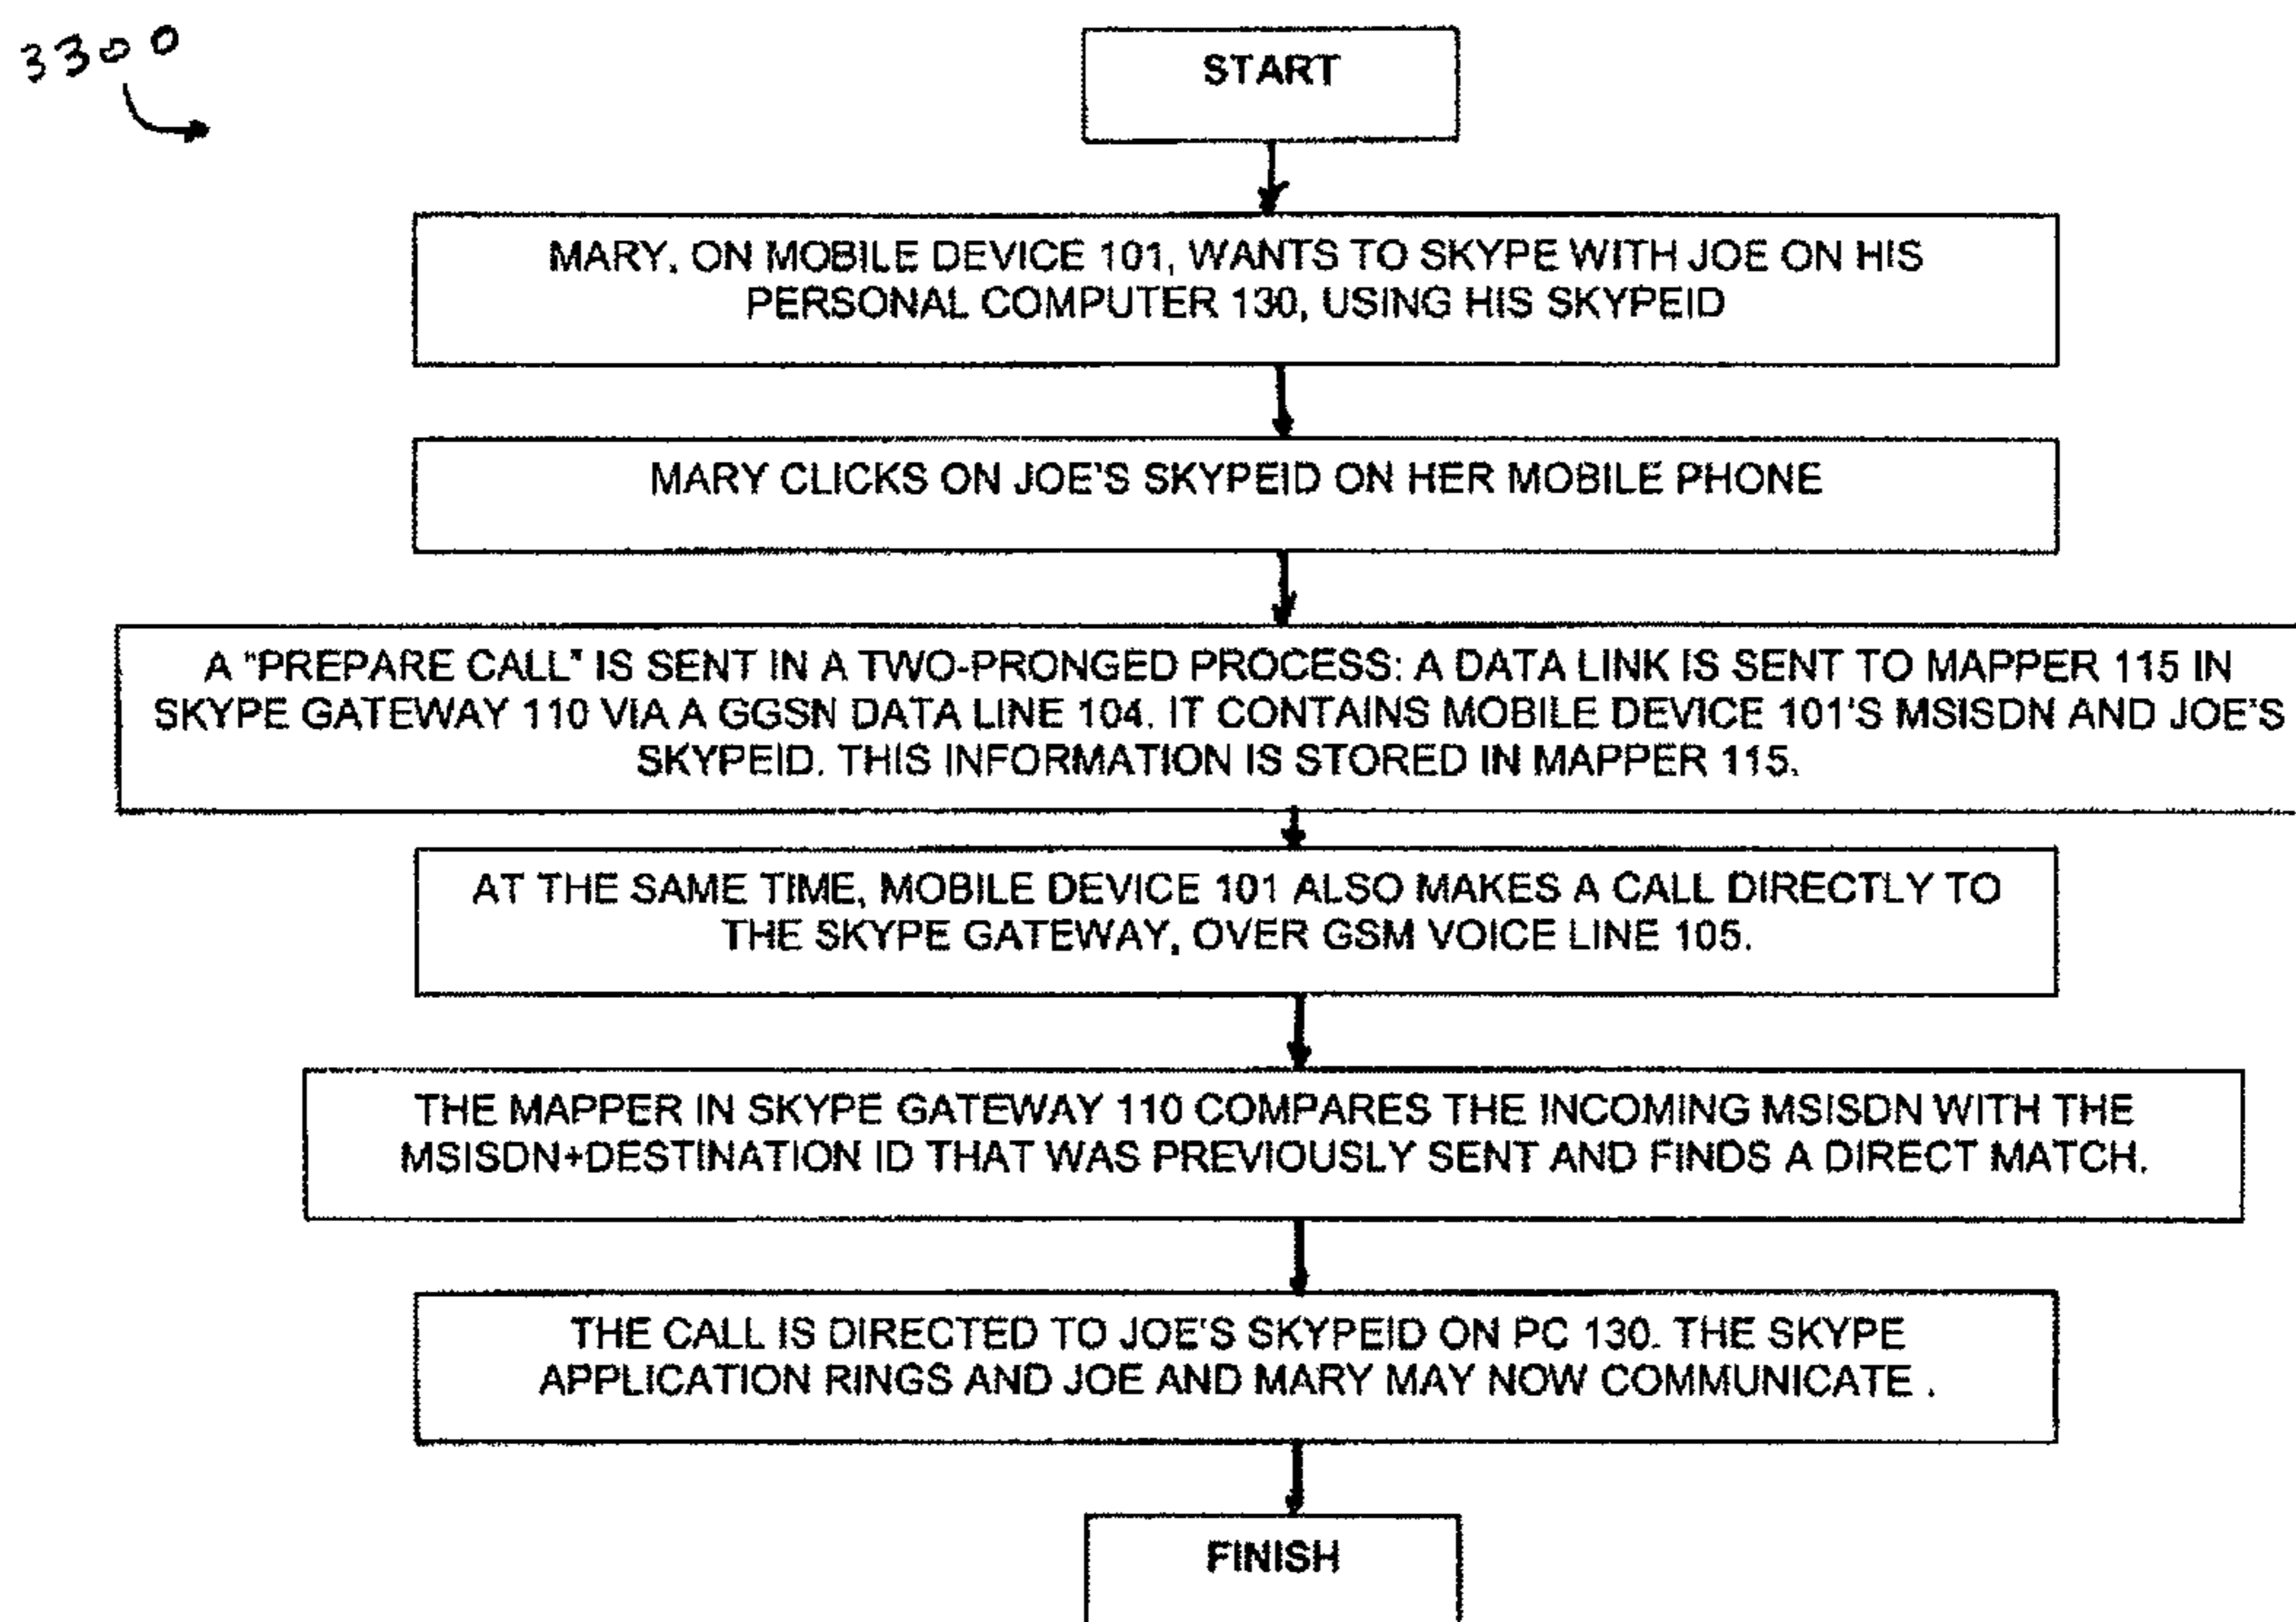 3300
START
MARY, ON MOBILE DEVICE 101, WANTS TO SKYPE WITH JOE ON HIS
PERSONAL COMPUTER 130, USING HIS SKYPEID
MARY CLICKS ON JOE'S SKYPEID ON HER MOBILE PHONE
A "PREPARE CALL" IS SENT IN A TWO-PRONGED PROCESS: A DATA LINK IS SENT TO MAPPER 115 IN
SKYPE GATEWAY 110 VIA A GGSN DATA LINE 104. IT CONTAINS MOBILE DEVICE 101'S MSISDN AND JOE'S
SKYPEID. THIS INFORMATION IS STORED IN MAPPER 115.
AT THE SAME TIME, MOBILE DEVICE 101 ALSO MAKES A CALL DIRECTLY TO
THE SKYPE GATEWAY, OVER GSM VOICE LINE 105.
THE MAPPER IN SKYPE GATEWAY 110 COMPARES THE INCOMING MSISDN WITH THE
MSISDN+DESTINATION ID THAT WAS PREVIOUSLY SENT AND FINDS A DIRECT MATCH.
THE CALL IS DIRECTED TO JOE'S SKYPEID ON PC 130. THE SKYPE
APPLICATION RINGS AND JOE AND MARY MAY NOW COMMUNICATE .
FINISH